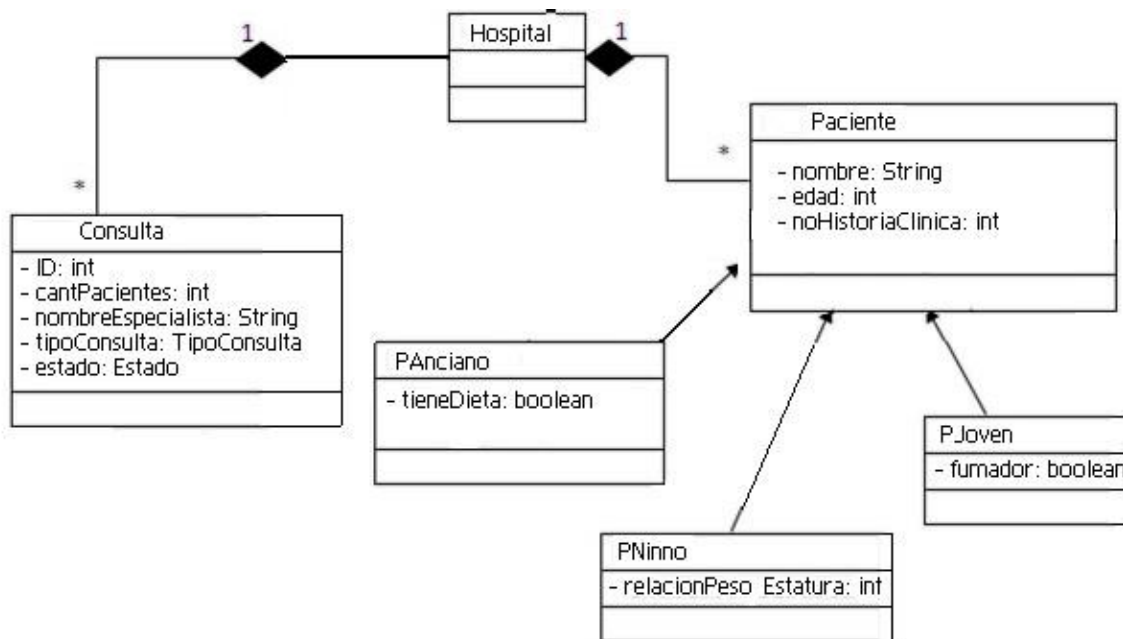 1
Hospital
1
Paciente
- nombre: String
- edad: int
- noHistoriaClinica: int
*
*
Consulta
- ID: int
- cantPacientes: int
- nombreEspecialista: String
- tipoConsulta: TipoConsulta
- estado: Estado
PAnciano
- tieneDieta: boolean
PJoven
- fumador: boolean
PNinno
- relacionPeso Estatura: int